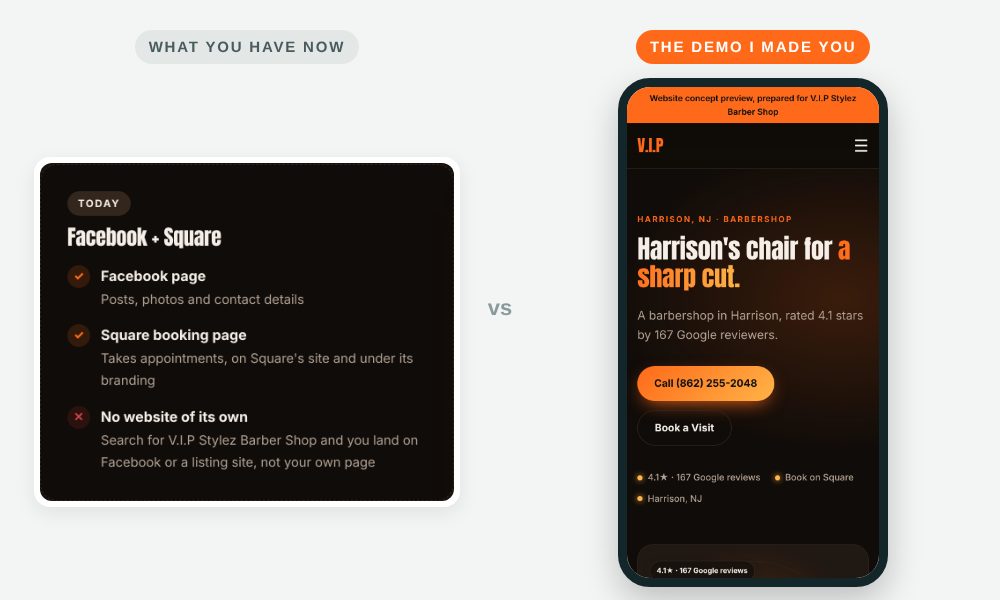 WHAT YOU HAVE NOW
TODAY
Facebook + Square
Facebook page
Posts, photos and contact details
Square booking page
Takes appointments, on Square's site and under its
branding
No website of its own
Search for V.I.P Stylez Barber Shop and you land on
Facebook or a listing site, not your own page
vs
THE DEMO I MADE YOU
Website concept preview, prepared for V.I.P Stylez
Barber Shop
V.I.P
HARRISON, NJ · BARBERSHOP
Harrison's chair for a
sharp cut.
A barbershop in Harrison, rated 4.1 stars
by 167 Google reviewers.
Call (862) 255-2048
Book a Visit
4.1★ · 167 Google reviews
Book on Square
Harrison, NJ
4.1★ · 167 Google reviews